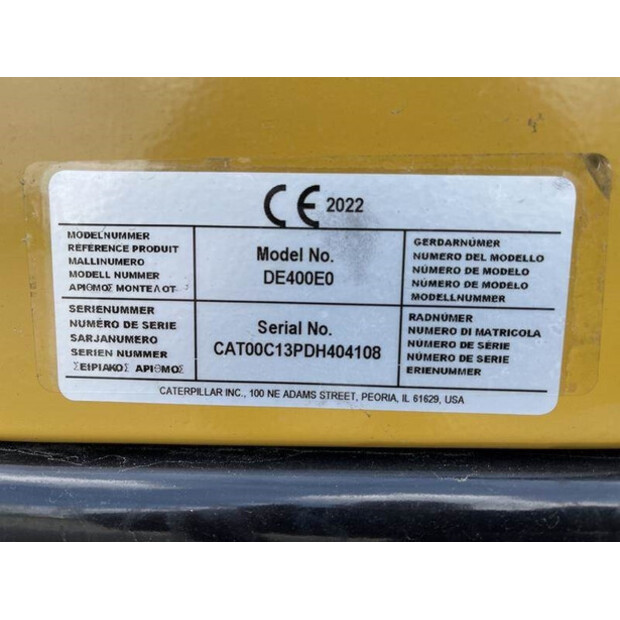 CE 2022
MODELNUMMER
RÉFÉRENCE PRODUIT
MALLINUMERO
MODELL NUMMER
ΑΡΙΘΜΟΣ ΜΟΝΤΕΛΟΤ
Model No.
DE400E0
GERDARNÚMER
NUMERO DEL MODELLO
NÚMERO DE MODELO
NÚMERO DE MODELO
MODELLNUMMER
SERIENUMMER
NUMÉRO DE SERIE
SARJANUMERO
SERIEN NUMMER
ΣΕΙΡΙΑΚΟΣ ΑΡΙΘΜΟΣ
Serial No.
CAT00C13PDH404108
RADNÚMER
NUMERO DI MATRICOLA
NÚMERO DE SÉRIE
NÚMERO DE SERIE
ERIENUMMER
CATERPILLAR INC., 100 NE ADAMS STREET, PEORIA, IL 61629, USA